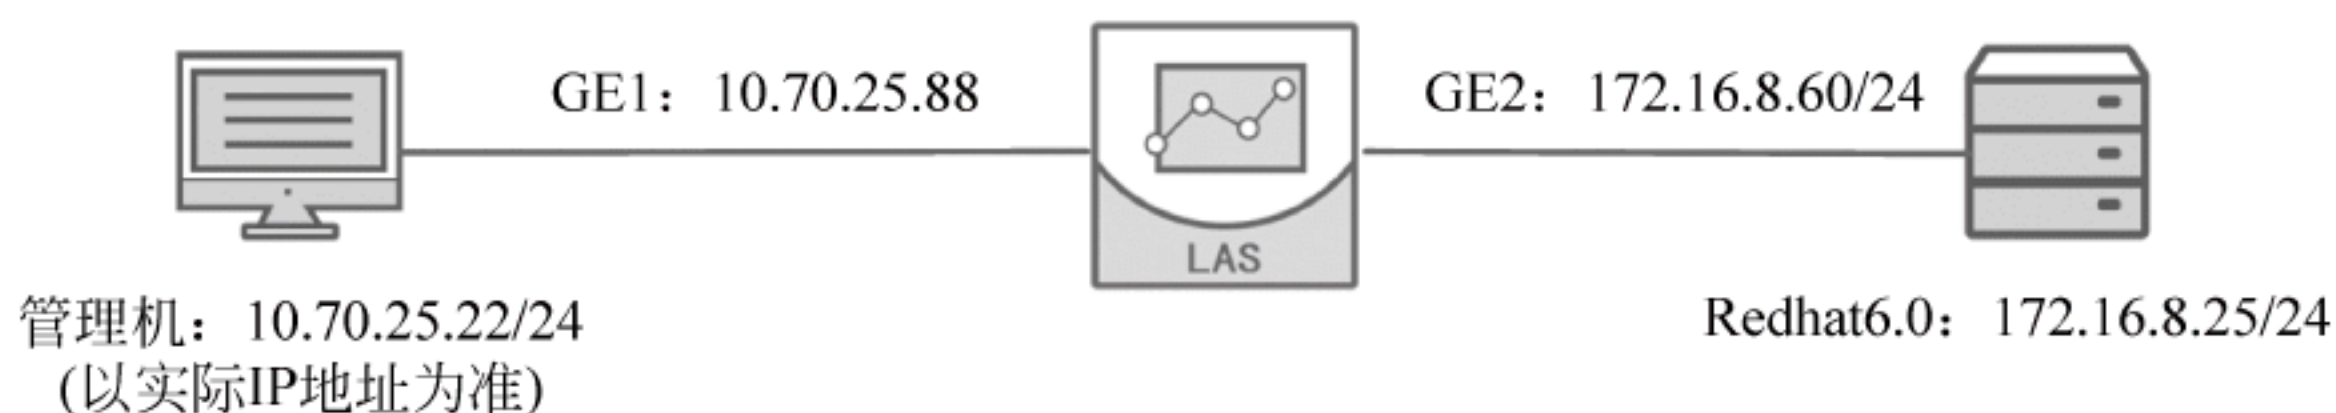 GE1：10.70.25.88
GE2：172.16.8.60/24
LAS
管理机：10.70.25.22/24
(以实际IP地址为准)
Redhat6.0：172.16.8.25/24